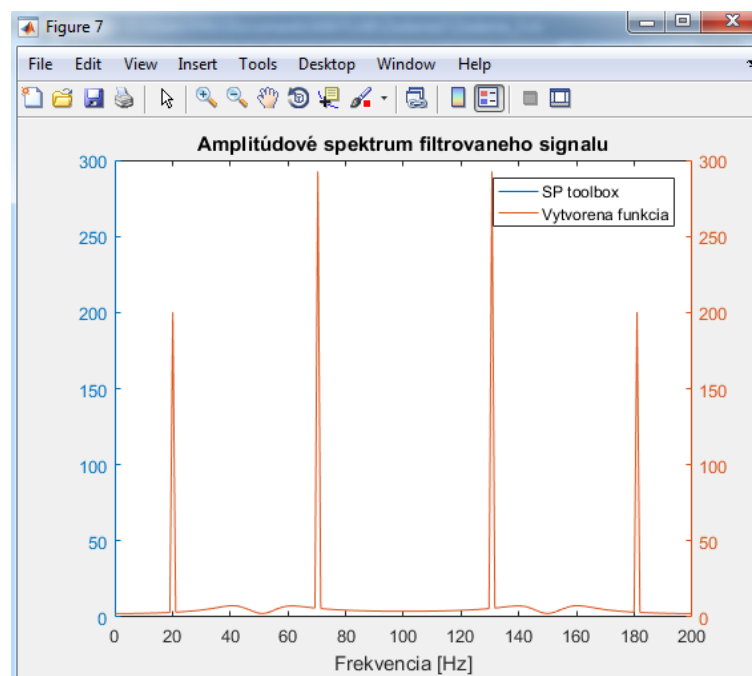 Figure 7
File Edit View Insert Tools Desktop Window Help
Amplitúdové spektrum filtrovaneho signalu
SP toolbox
Vytvorena funkcia
300 300
250 250
200 200
150 150
100 100
50 50
0 0
0 20 40 60 80 100 120 140 160 180 200
Frekvencia [Hz]